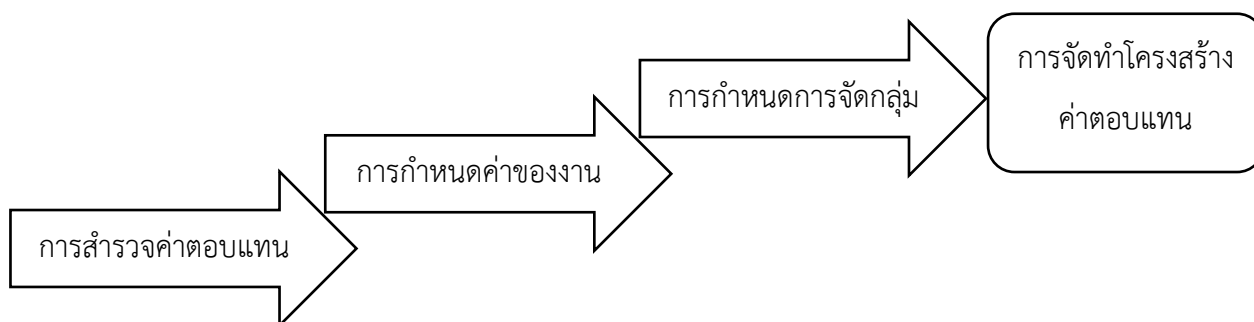 การสำรวจค่าตอบแทน
การกำหนดค่าของงาน
การกำหนดการจัดกลุ่ม
การจัดทำโครงสร้าง
ค่าตอบแทน